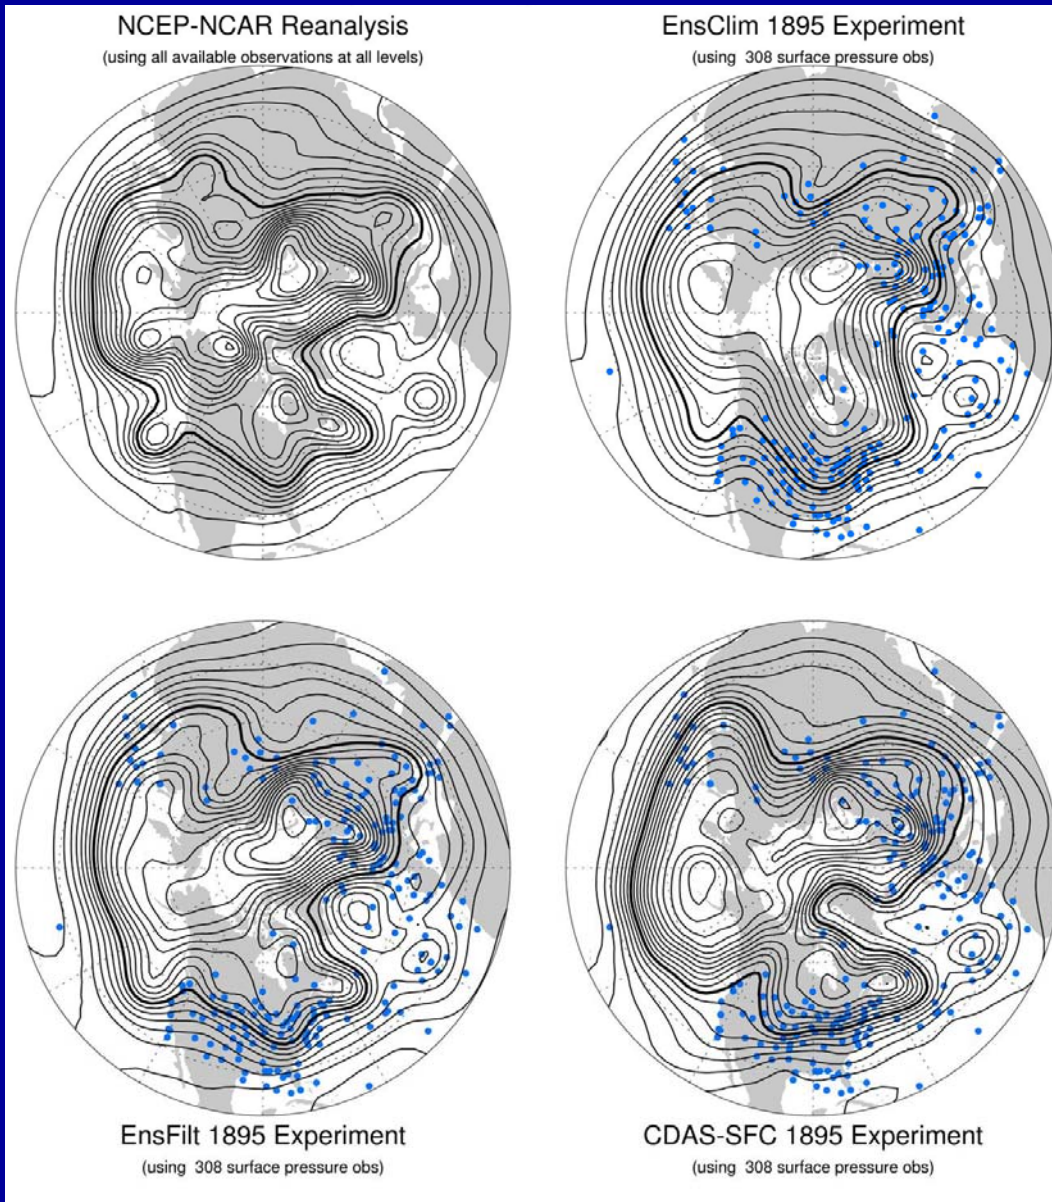 NCEP-NCAR Reanalysis
(using all available observations at all levels)
EnsClim 1895 Experiment
(using 308 surface pressure obs)
EnsFilt 1895 Experiment
(using 308 surface pressure obs)
CDAS-SFC 1895 Experiment
(using 308 surface pressure obs)